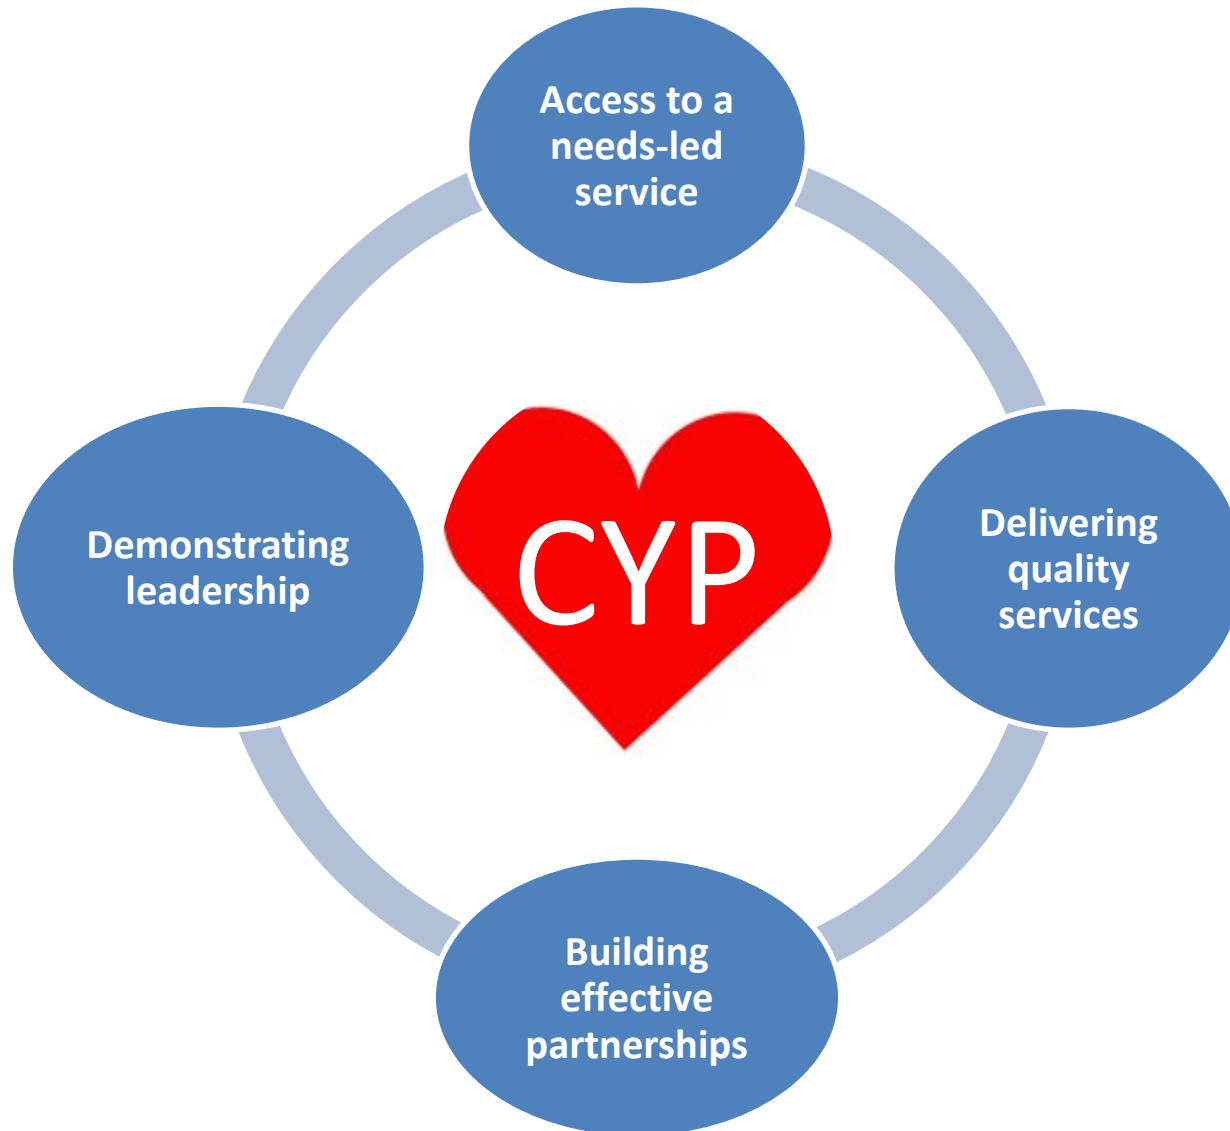 Access to a
needs-led
service
Demonstrating
leadership
CYP
Delivering
quality
services
Building
effective
partnerships